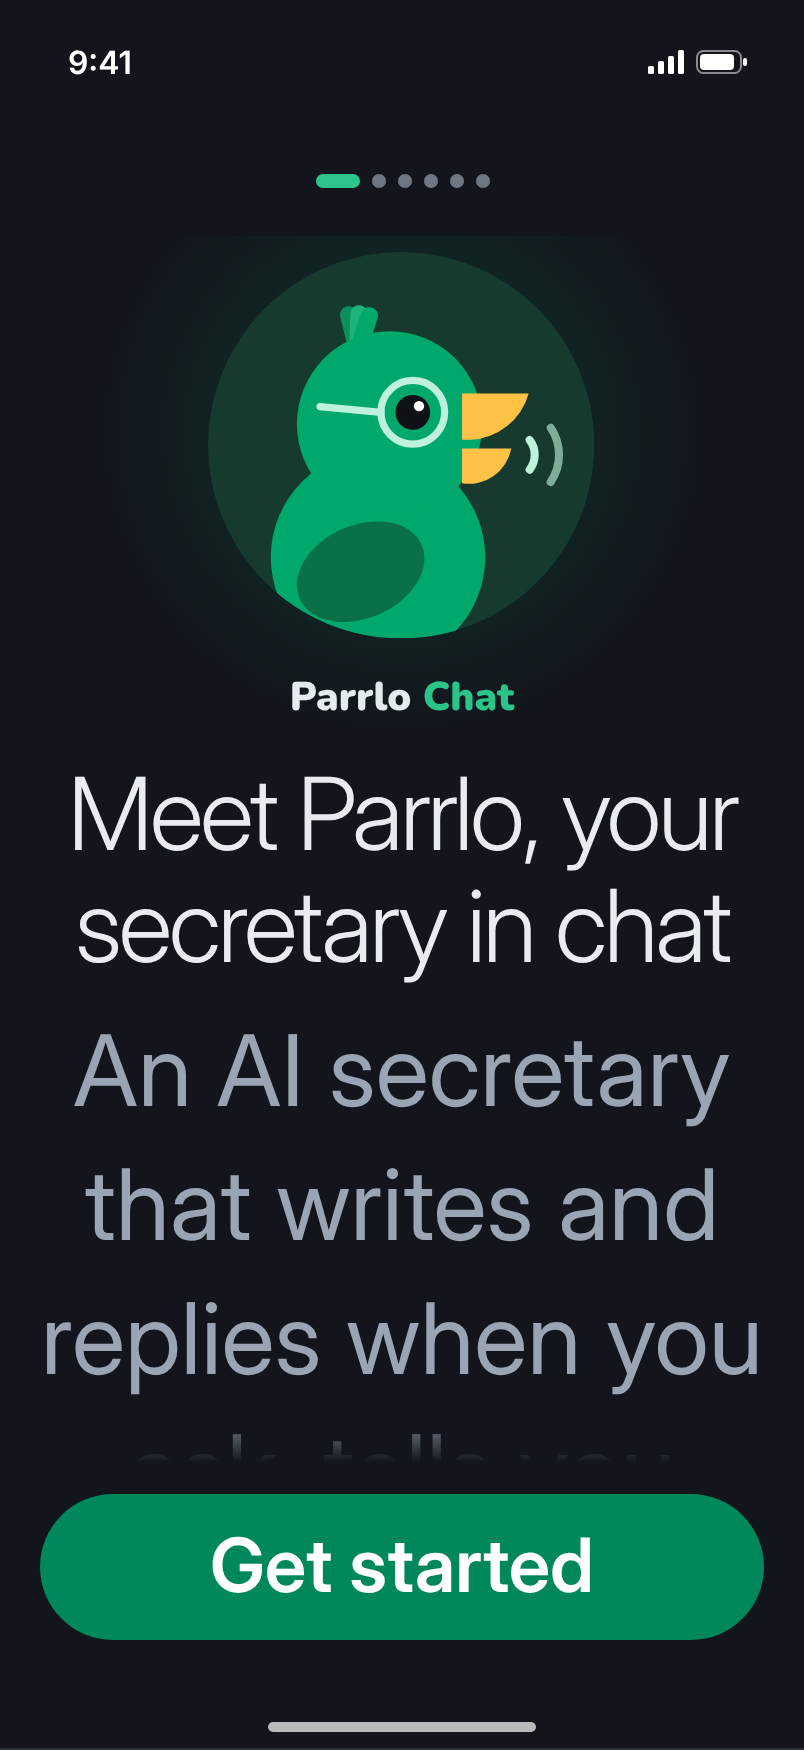 9:41
Parrlo Chat
Meet Parrlo, your
secretary in chat
An AI secretary
that writes and
replies when you
Get started